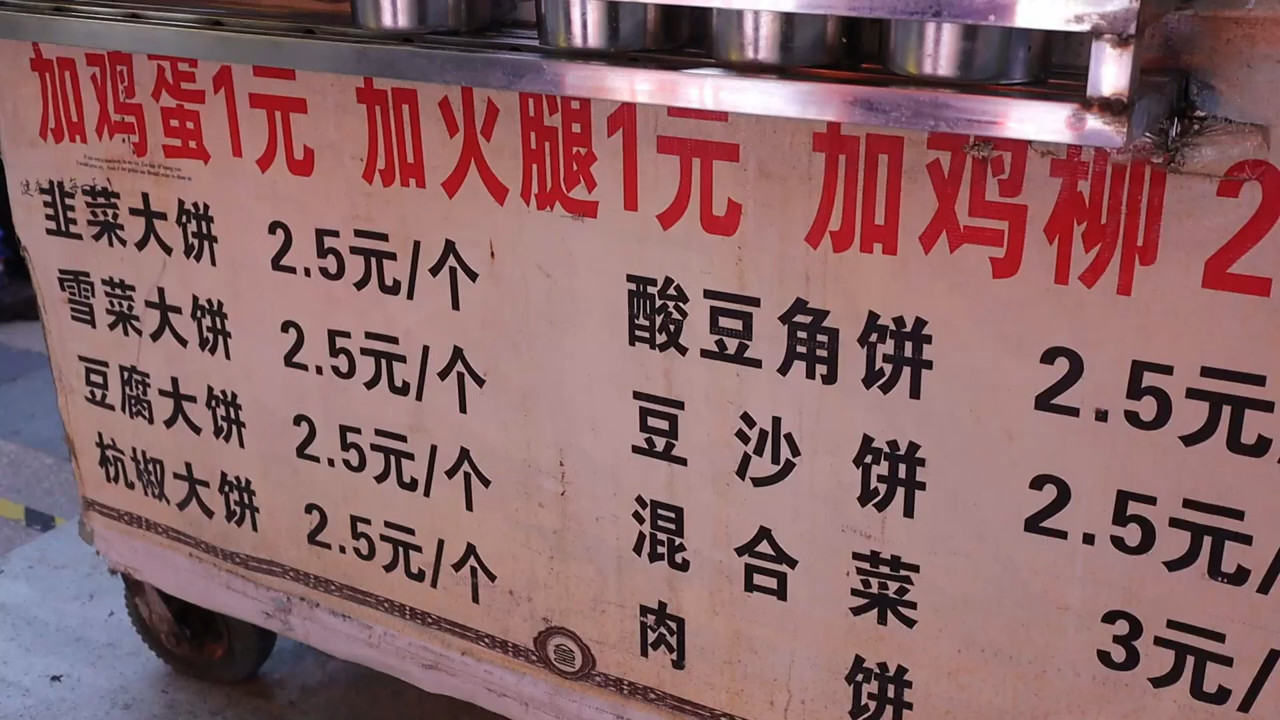 加鸡蛋1元 加火腿1元 加鸡柳 2
韭菜大饼 2.5元/个
雪菜大饼 2.5元/个
豆腐大饼 2.5元/个
杭椒大饼 2.5元/个
酸豆角饼 2.5元/
豆沙饼 2.5元/
混合菜 3元/
肉饼